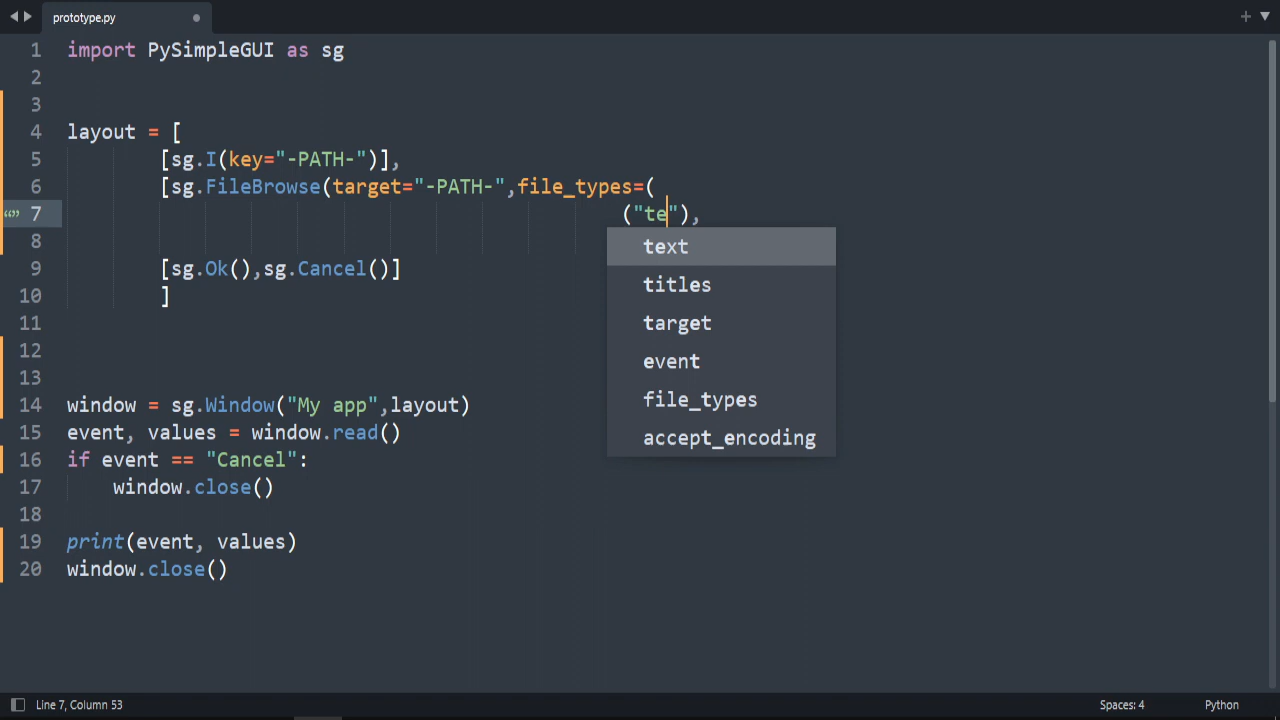 prototype.py
1 import PySimpleGUI as sg
2
3
4 layout = [
5 [sg.I(key="-PATH-")],
6 [sg.FileBrowse(target="-PATH-",file_types=(
7 ("te"),
8
text
9 [sg.Ok(),sg.Cancel()]
titles
10 ]
11
target
12
event
13
file_types
14 window = sg.Window("My app",layout)
15 event, values = window.read()
accept_encoding
16 if event == "Cancel":
17 window.close()
18
19 print(event, values)
20 window.close()
Line 7, Column 53
Spaces: 4
Python